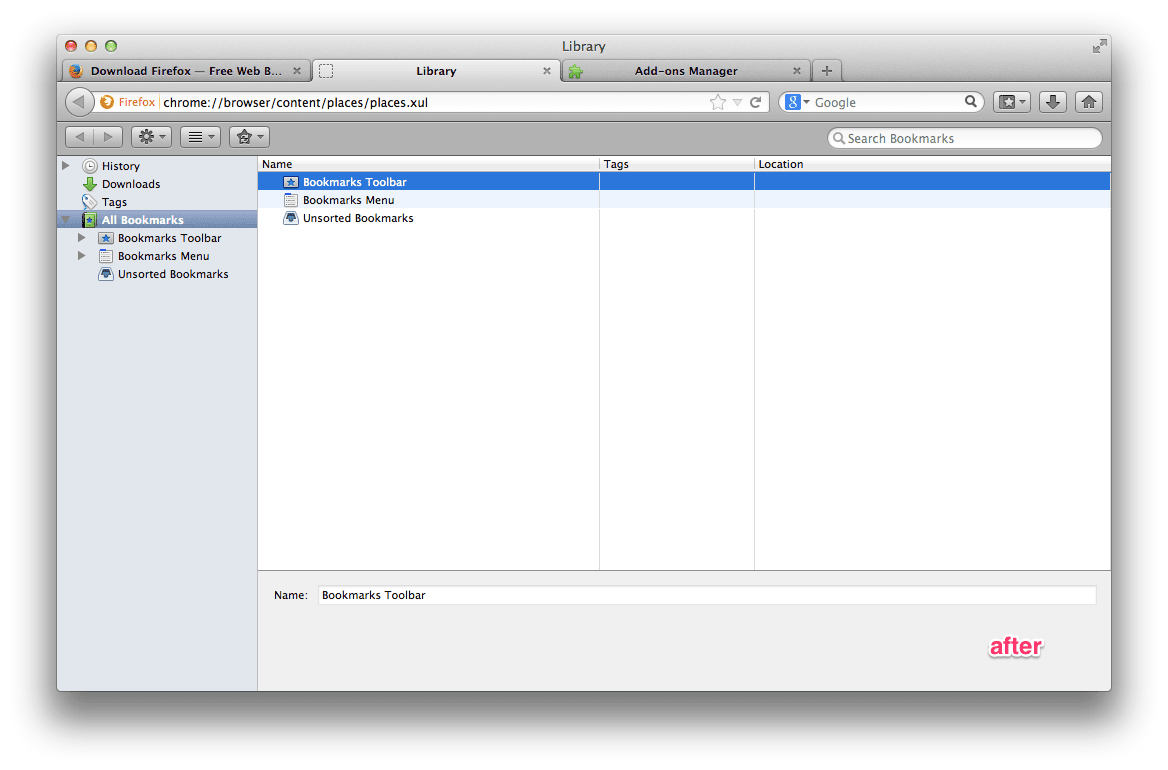 Library
Download Firefox — Free Web B... Library Add-ons Manager
Firefox chrome://browser/content/places/places.xul Google
Search Bookmarks
History
Downloads
Tags
All Bookmarks
Bookmarks Toolbar
Bookmarks Menu
Unsorted Bookmarks
Name Tags Location
Bookmarks Toolbar
Bookmarks Menu
Unsorted Bookmarks
Name: Bookmarks Toolbar
after